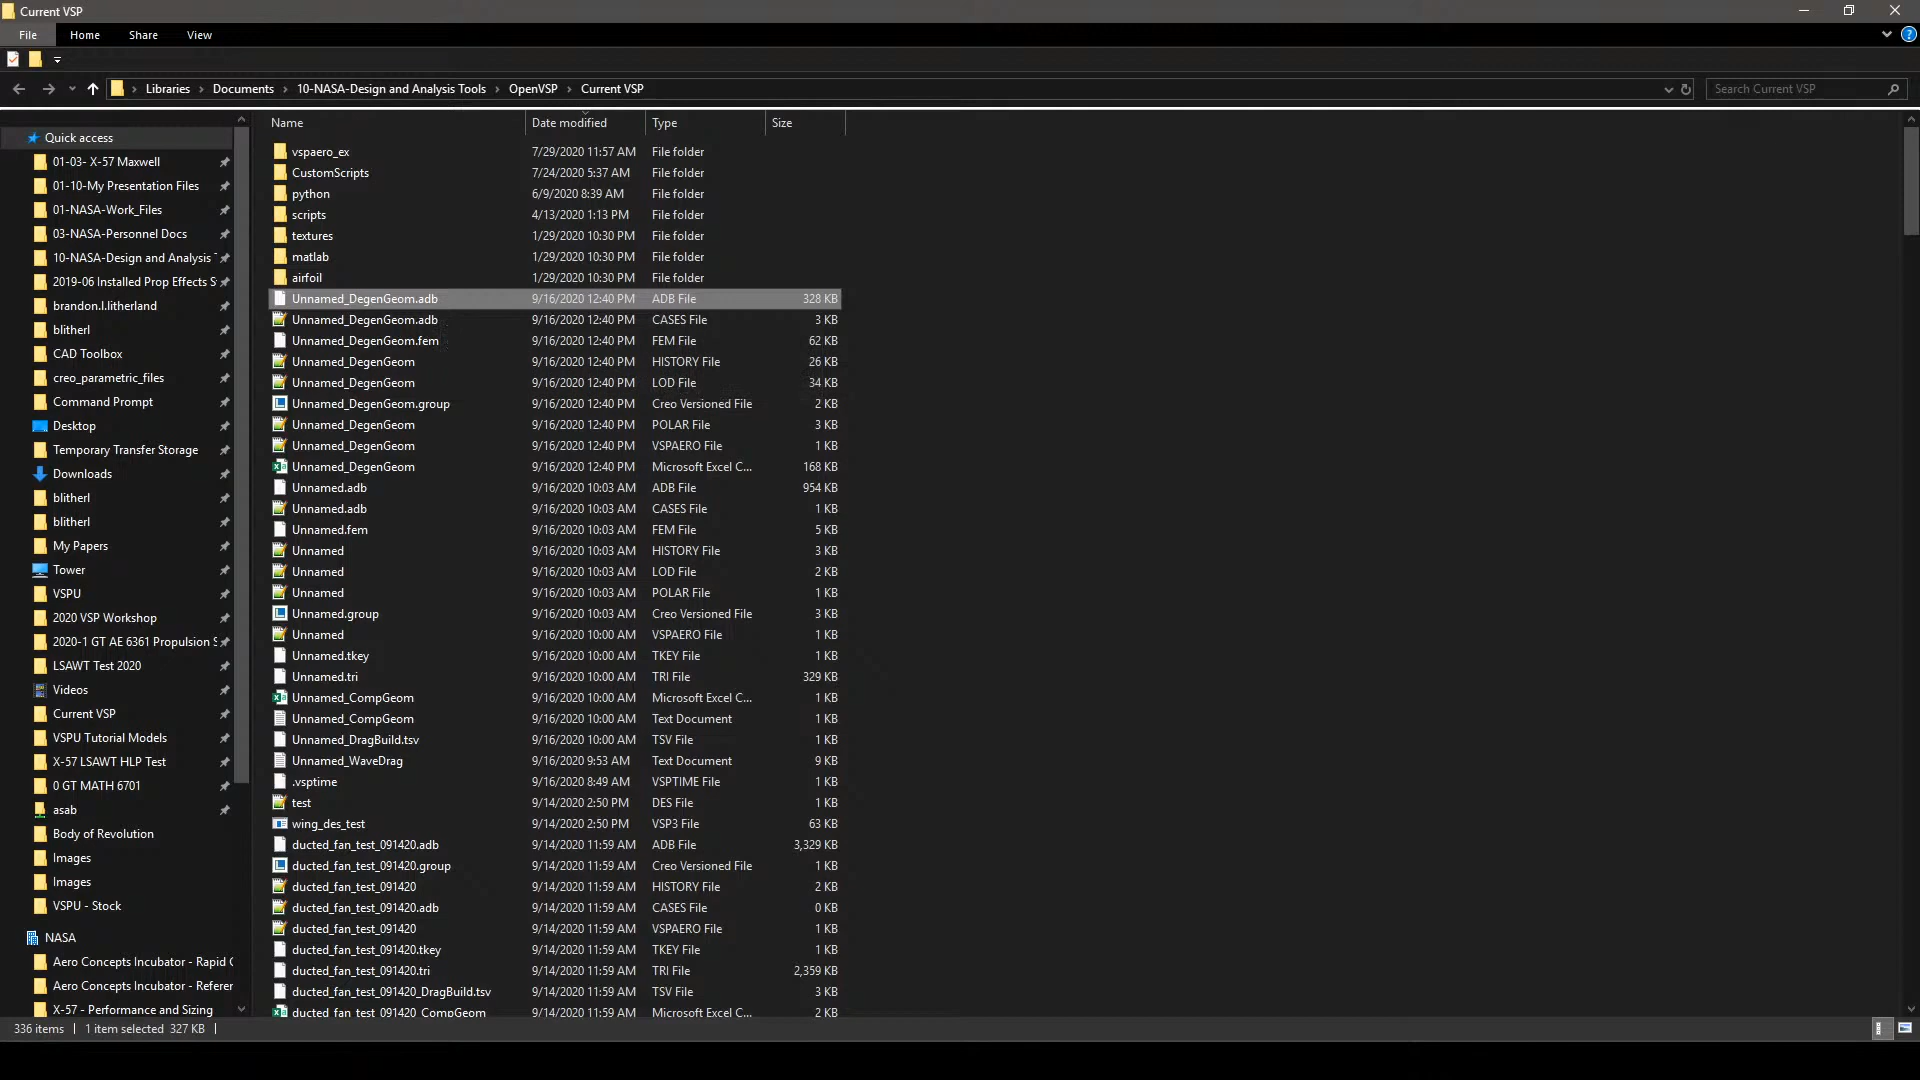 Current VSP
File Home Share View
Libraries Documents 10-NASA-Design and Analysis Tools OpenVSP Current VSP Search Current VSP
Quick access
01-03- X-57 Maxwell
01-10-My Presentation Files
01-NASA-Work_Files
03-NASA-Personnel Docs
10-NASA-Design and Analysis T
2019-06 Installed Prop Effects S
brandon.l.litherland
blitherl
CAD Toolbox
creo_parametric_files
Command Prompt
Desktop
Temporary Transfer Storage
Downloads
blitherl
blitherl
My Papers
Tower
VSPU
2020 VSP Workshop
2020-1 GT AE 6361 Propulsion S
LSAWT Test 2020
Videos
Current VSP
VSPU Tutorial Models
X-57 LSAWT HLP Test
0 GT MATH 6701
asab
Body of Revolution
Images
Images
VSPU - Stock
NASA
Aero Concepts Incubator - Rapid C
Aero Concepts Incubator - Referer
X-57 - Performance and Sizing
Name Date modified Type Size
vspaero_ex 7/29/2020 11:57 AM File folder
CustomScripts 7/24/2020 5:37 AM File folder
python 6/9/2020 8:39 AM File folder
scripts 4/13/2020 1:13 PM File folder
textures 1/29/2020 10:30 PM File folder
matlab 1/29/2020 10:30 PM File folder
airfoil 1/29/2020 10:30 PM File folder
Unnamed_DegenGeom.adb 9/16/2020 12:40 PM ADB File 328 KB
Unnamed_DegenGeom.adb 9/16/2020 12:40 PM CASES File 3 KB
Unnamed_DegenGeom.fem 9/16/2020 12:40 PM FEM File 62 KB
Unnamed_DegenGeom 9/16/2020 12:40 PM HISTORY File 26 KB
Unnamed_DegenGeom 9/16/2020 12:40 PM LOD File 34 KB
Unnamed_DegenGeom.group 9/16/2020 12:40 PM Creo Versioned File 2 KB
Unnamed_DegenGeom 9/16/2020 12:40 PM POLAR File 3 KB
Unnamed_DegenGeom 9/16/2020 12:40 PM VSPAERO File 1 KB
Unnamed_DegenGeom 9/16/2020 12:40 PM Microsoft Excel C... 168 KB
Unnamed.adb 9/16/2020 10:03 AM ADB File 954 KB
Unnamed.adb 9/16/2020 10:03 AM CASES File 1 KB
Unnamed.fem 9/16/2020 10:03 AM FEM File 5 KB
Unnamed 9/16/2020 10:03 AM HISTORY File 3 KB
Unnamed 9/16/2020 10:03 AM LOD File 2 KB
Unnamed 9/16/2020 10:03 AM POLAR File 1 KB
Unnamed.group 9/16/2020 10:03 AM Creo Versioned File 3 KB
Unnamed 9/16/2020 10:00 AM VSPAERO File 1 KB
Unnamed.tkey 9/16/2020 10:00 AM TKEY File 1 KB
Unnamed.tri 9/16/2020 10:00 AM TRI File 329 KB
Unnamed_CompGeom 9/16/2020 10:00 AM Microsoft Excel C... 1 KB
Unnamed_CompGeom 9/16/2020 10:00 AM Text Document 1 KB
Unnamed_DragBuild.tsv 9/16/2020 10:00 AM TSV File 1 KB
Unnamed_WaveDrag 9/16/2020 9:53 AM Text Document 9 KB
.vsptime 9/16/2020 8:49 AM VSPTIME File 1 KB
test 9/14/2020 2:50 PM DES File 1 KB
wing_des_test 9/14/2020 2:50 PM VSP3 File 63 KB
ducted_fan_test_091420.adb 9/14/2020 11:59 AM ADB File 3,329 KB
ducted_fan_test_091420.group 9/14/2020 11:59 AM Creo Versioned File 1 KB
ducted_fan_test_091420 9/14/2020 11:59 AM HISTORY File 2 KB
ducted_fan_test_091420.adb 9/14/2020 11:59 AM CASES File 0 KB
ducted_fan_test_091420 9/14/2020 11:59 AM VSPAERO File 1 KB
ducted_fan_test_091420.tkey 9/14/2020 11:59 AM TKEY File 1 KB
ducted_fan_test_091420.tri 9/14/2020 11:59 AM TRI File 2,359 KB
ducted_fan_test_091420_DragBuild.tsv 9/14/2020 11:59 AM TSV File 3 KB
ducted_fan_test_091420_CompGeom 9/14/2020 11:59 AM Microsoft Excel C... 2 KB
336 items 1 item selected 327 KB